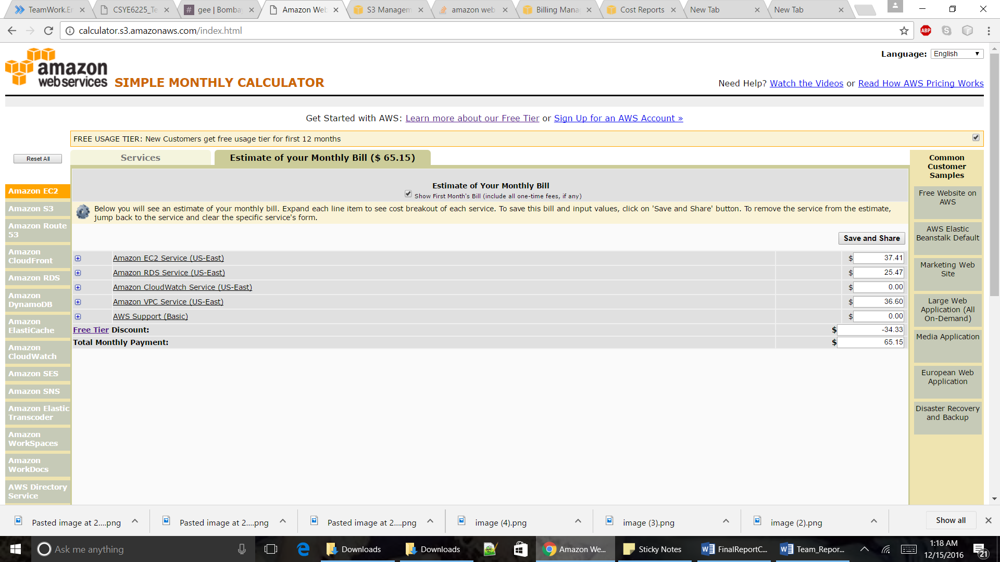 TeamWork.En
CSYE6225_Te
gee | Bomba
Amazon Web
S3 Managem
amazon web
Billing Mana
Cost Reports
New Tab
New Tab
calculator.s3.amazonaws.com/index.html
ABP
Language: English
amazon
web services
SIMPLE MONTHLY CALCULATOR
Need Help? Watch the Videos or Read How AWS Pricing Works
Get Started with AWS: Learn more about our Free Tier or Sign Up for an AWS Account »
FREE USAGE TIER: New Customers get free usage tier for first 12 months
Reset All
Services
Estimate of your Monthly Bill ($ 65.15)
Amazon EC2
Amazon S3
Amazon Route
53
Amazon
CloudFront
Amazon RDS
Amazon
DynamoDB
Amazon
ElastiCache
Amazon
CloudWatch
Amazon SES
Amazon SNS
Amazon Elastic
Transcoder
Amazon
WorkSpaces
Amazon
WorkDocs
AWS Directory
Service
Estimate of Your Monthly Bill
Show First Month's Bill (include all one-time fees, if any)
Below you will see an estimate of your monthly bill. Expand each line item to see cost breakout of each service. To save this bill and input values, click on 'Save and Share' button. To remove the service from the estimate,
jump back to the service and clear the specific service's form.
Save and Share
Amazon EC2 Service (US-East) $ 37.41
Amazon RDS Service (US-East) $ 25.47
Amazon CloudWatch Service (US-East) $ 0.00
Amazon VPC Service (US-East) $ 36.60
AWS Support (Basic) $ 0.00
Free Tier Discount: $ -34.33
Total Monthly Payment: $ 65.15
Common
Customer
Samples
Free Website on
AWS
AWS Elastic
Beanstalk Default
Marketing Web
Site
Large Web
Application (All
On-Demand)
Media Application
European Web
Application
Disaster Recovery
and Backup
Pasted image at 2....png
Pasted image at 2....png
Pasted image at 2....png
image (4).png
image (3).png
image (2).png
Show all
Ask me anything
Downloads
Downloads
Amazon We...
Sticky Notes
FinalReportC...
Team_Repor...
1:18 AM
12/15/2016
21